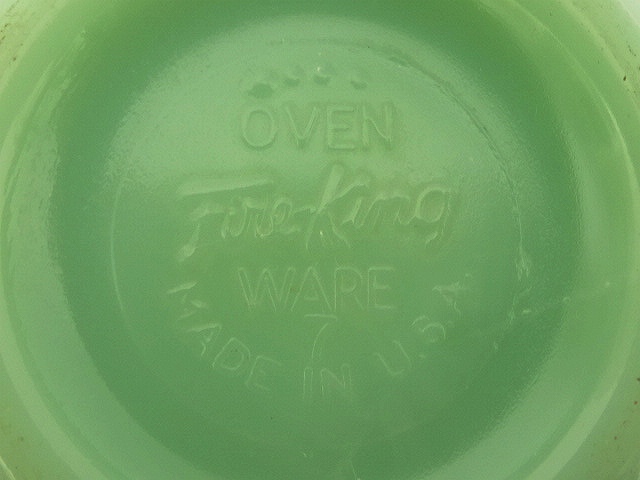 OVEN
Fire-King
WARE
7
MADE IN U.S.A.